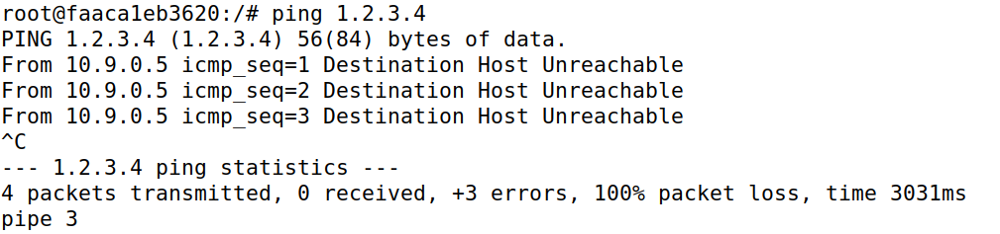 root@faaca1eb3620:/# ping 1.2.3.4
PING 1.2.3.4 (1.2.3.4) 56(84) bytes of data.
From 10.9.0.5 icmp_seq=1 Destination Host Unreachable
From 10.9.0.5 icmp_seq=2 Destination Host Unreachable
From 10.9.0.5 icmp_seq=3 Destination Host Unreachable
^C
--- 1.2.3.4 ping statistics ---
4 packets transmitted, 0 received, +3 errors, 100% packet loss, time 3031ms
pipe 3